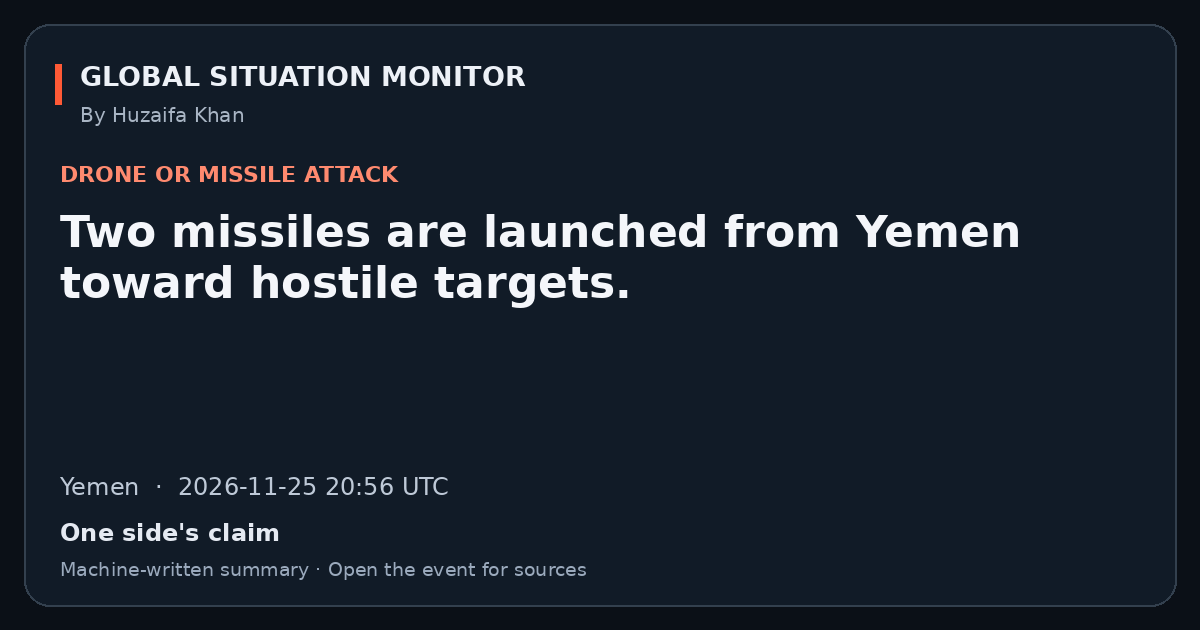 GLOBAL SITUATION MONITOR
By Huzaifa Khan
DRONE OR MISSILE ATTACK
Two missiles are launched from Yemen
toward hostile targets.
Yemen · 2026-11-25 20:56 UTC
One side's claim
Machine-written summary · Open the event for sources